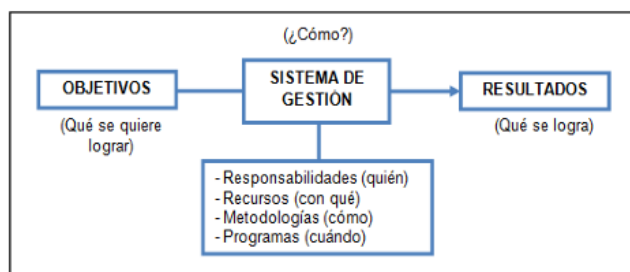 (¿Cómo?)
OBJETIVOS
(Qué se quiere
lograr)
SISTEMA DE
GESTIÓN
RESULTADOS
(Qué se logra)
- Responsabilidades (quién)
- Recursos (con qué)
- Metodologías (cómo)
- Programas (cuándo)